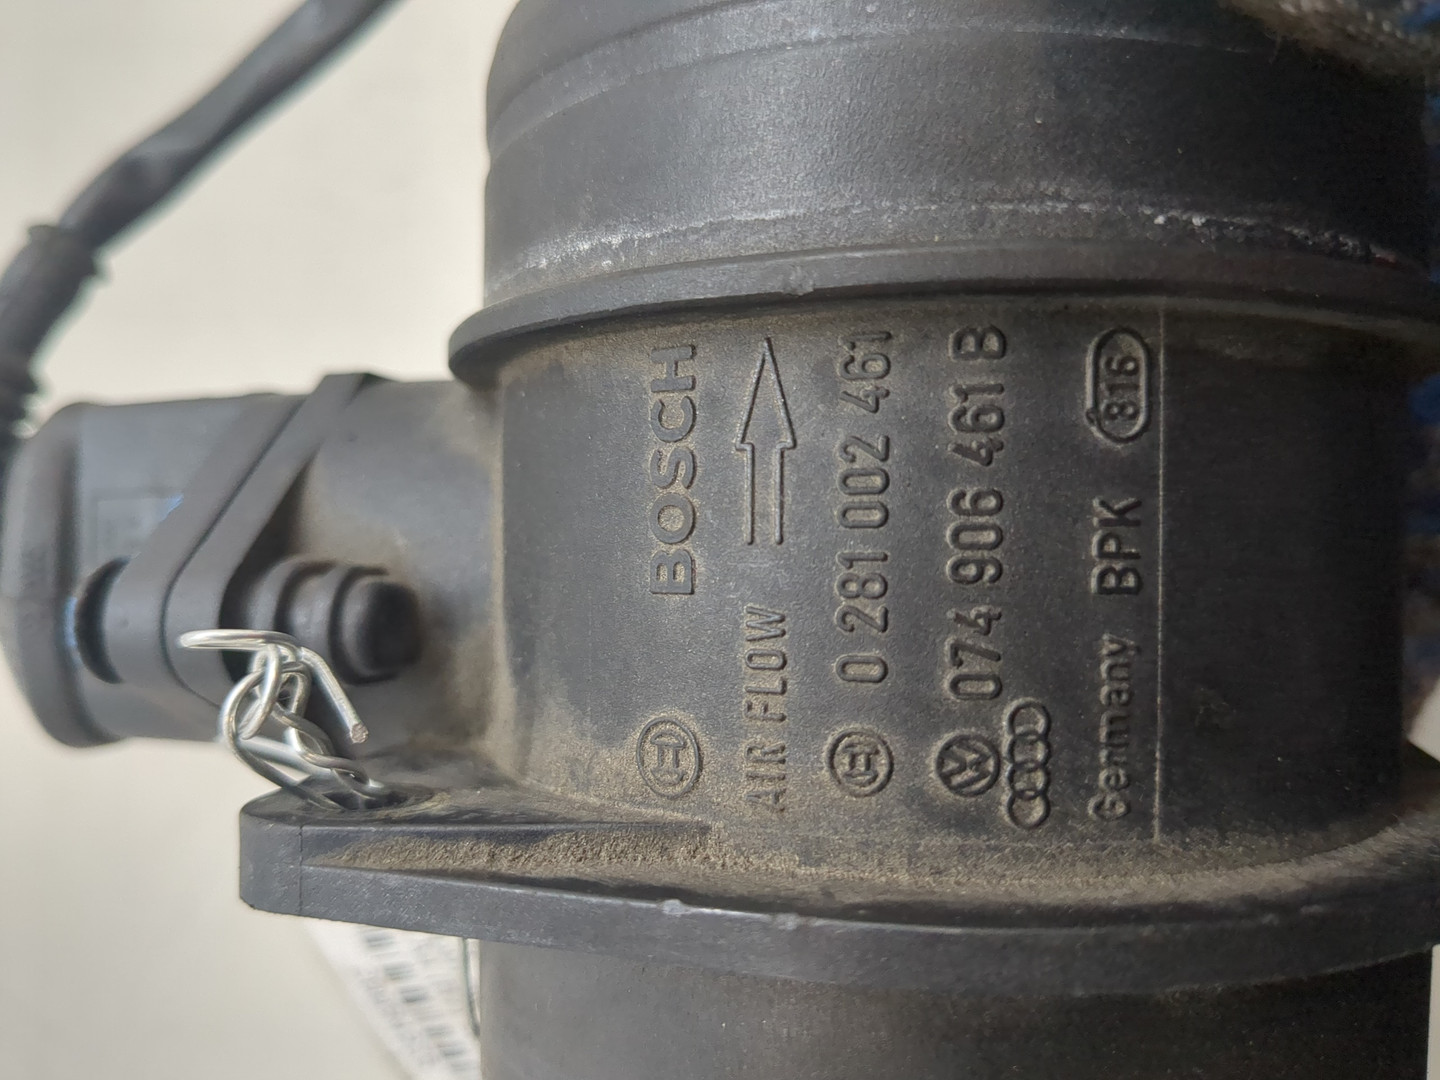 BOSCH
AIR FLOW
0 281 002 461
074 906 461 B
Germany BPK 816